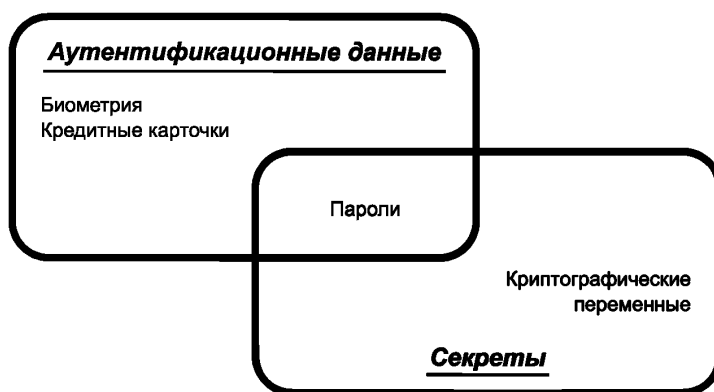 Аутентификационные данные
Биометрия
Кредитные карточки
Пароли
Криптографические
переменные
Секреты